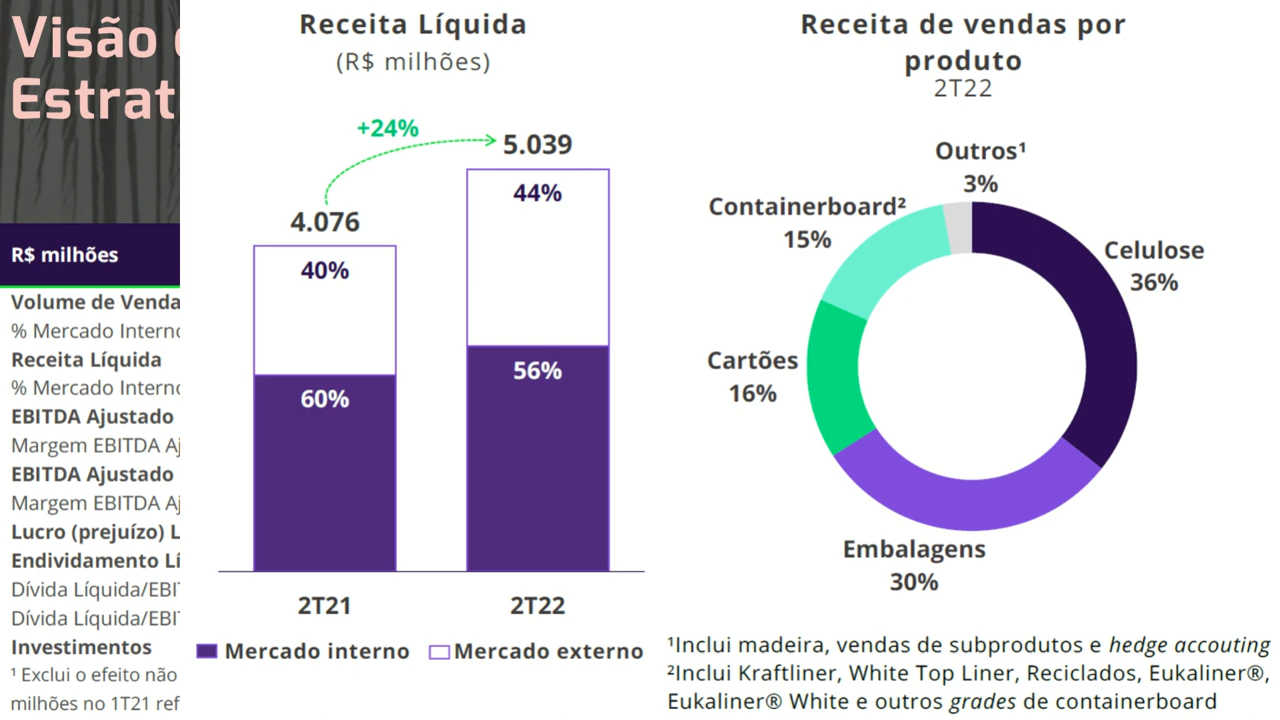 Visão
Estrat
R$ milhões
Volume de Venda
% Mercado Interno
Receita Líquida
% Mercado Interno
EBITDA Ajustado
Margem EBITDA Aj
EBITDA Ajustado
Margem EBITDA Aj
Lucro (prejuízo) L
Endividamento Lí
Dívida Líquida/EBIT
Dívida Líquida/EBIT
Investimentos
¹ Exclui o efeito não
milhões no 1T21 ref
Receita Líquida
(R$ milhões)
+24%
5.039
4.076
44%
40%
56%
60%
2T21 2T22
Mercado interno Mercado externo
Receita de vendas por
produto
2T22
Outros¹
3%
Containerboard²
15%
Celulose
36%
Cartões
16%
Embalagens
30%
¹Inclui madeira, vendas de subprodutos e hedge accouting
²Inclui Kraftliner, White Top Liner, Reciclados, Eukaliner®,
Eukaliner® White e outros grades de containerboard